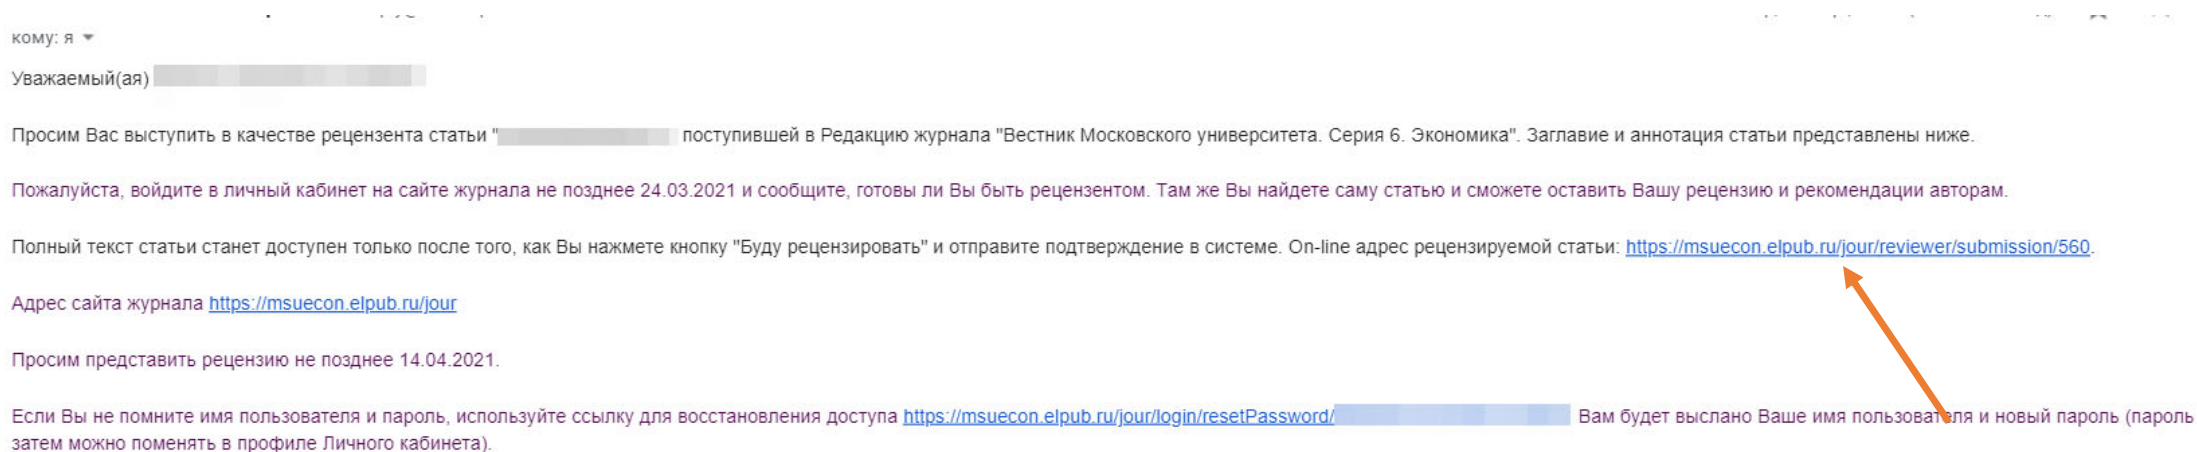 кому: я
Уважаемый(ая)
Просим Вас выступить в качестве рецензента статьи " поступившей в Редакцию журнала "Вестник Московского университета. Серия 6. Экономика". Заглавие и аннотация статьи представлены ниже.
Пожалуйста, войдите в личный кабинет на сайте журнала не позднее 24.03.2021 и сообщите, готовы ли Вы быть рецензентом. Там же Вы найдете саму статью и сможете оставить Вашу рецензию и рекомендации авторам.
Полный текст статьи станет доступен только после того, как Вы нажмете кнопку "Буду рецензировать" и отправите подтверждение в системе. On-line адрес рецензируемой статьи: https://msuecon.elpub.ru/jour/reviewer/submission/560.
Адрес сайта журнала https://msuecon.elpub.ru/jour
Просим представить рецензию не позднее 14.04.2021.
Если Вы не помните имя пользователя и пароль, используйте ссылку для восстановления доступа https://msuecon.elpub.ru/jour/login/resetPassword/ Вам будет выслано Ваше имя пользователя и новый пароль (пароль
затем можно поменять в профиле Личного кабинета).